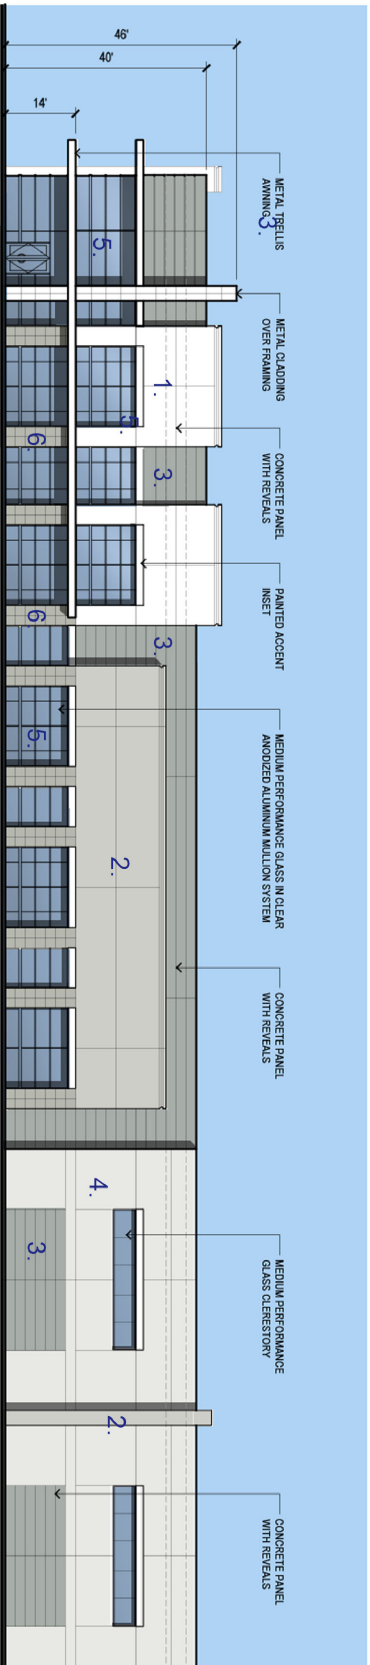 46'
40'
14'
METAL TRELLIS
AWNING
METAL CLADDING
OVER FRAMING
CONCRETE PANEL
WITH REVEALS
PAINTED ACCENT
INSET
MEDIUM PERFORMANCE GLASS IN CLEAR
ANODIZED ALUMINUM MULLION SYSTEM
CONCRETE PANEL
WITH REVEALS
MEDIUM PERFORMANCE
GLASS CLERESTORY
CONCRETE PANEL
WITH REVEALS
3.
5.
1.
5.
6.
3.
6.
3.
5.
2.
4.
3.
2.